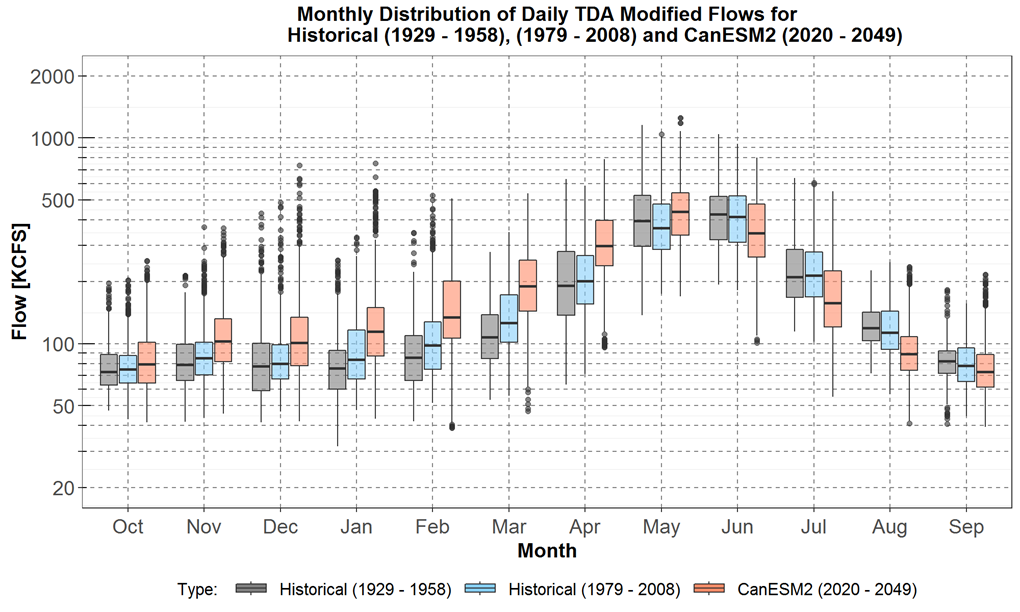 Monthly Distribution of Daily TDA Modified Flows for
Historical (1929 - 1958), (1979 - 2008) and CanESM2 (2020 - 2049)
Flow [KCFS]
2000
1000
500
100
50
20
Oct Nov Dec Jan Feb Mar Apr May Jun Jul Aug Sep
Month
Type: Historical (1929 - 1958) Historical (1979 - 2008) CanESM2 (2020 - 2049)